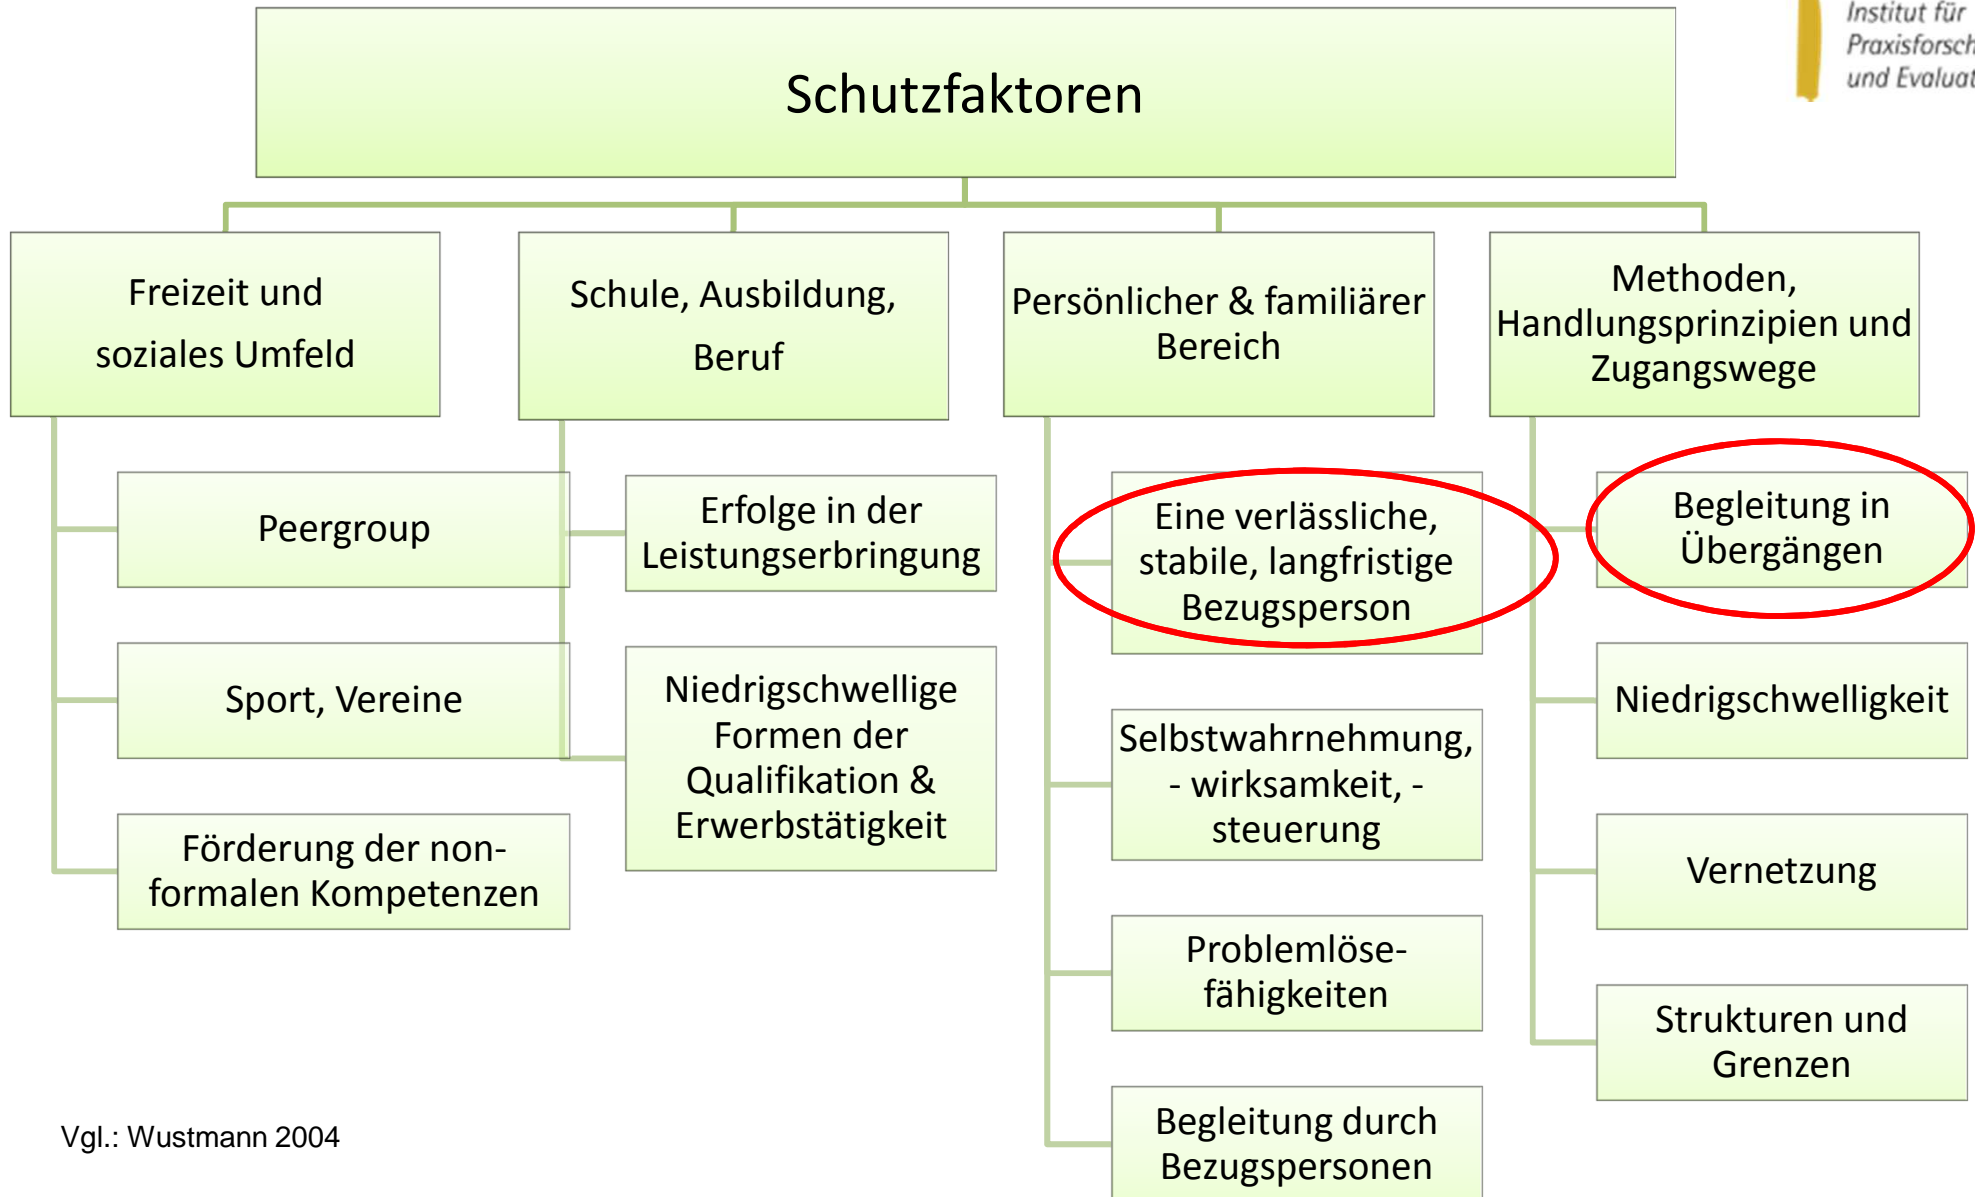 Institut für
und
Schutzfaktoren
Freizeit und
soziales Umfeld
Peergroup
Sport, Vereine
Förderung der non-
formalen Kompetenzen
Schule, Ausbildung,
Beruf
Erfolge in der
Leistungserbringung
Niedrigschwellige
Formen der
Qualifikation &
Erwerbstätigkeit
Persönlicher & familiärer
Bereich
Eine verlässliche,
stabile, langfristige
Bezugsperson
Selbstwahrnehmung,
- wirksamkeit, -
steuerung
Problemlöse-
fähigkeiten
Begleitung durch
Bezugspersonen
Methoden,
Handlungsprinzipien und
Zugangswege
Begleitung in
Übergängen
Niedrigschwelligkeit
Vernetzung
Strukturen und
Grenzen
Vgl.: Wustmann 2004